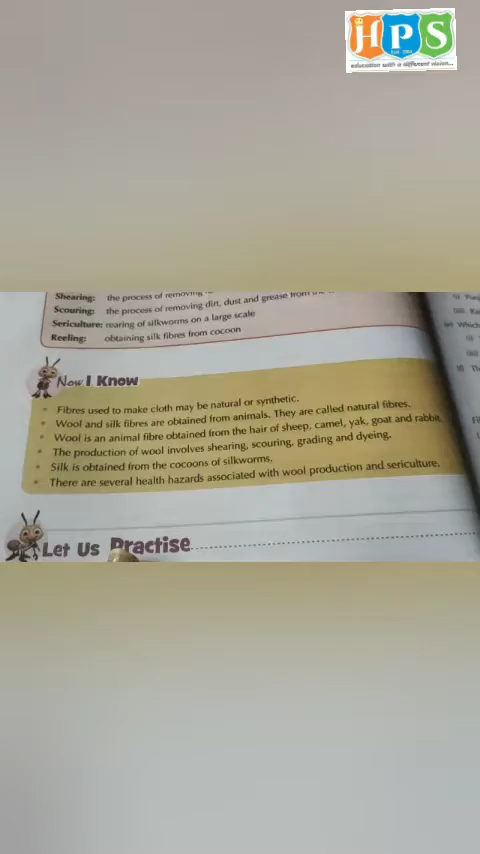 HPS
Estd. 2003
education with a different vision...
Shearing: the process of removing
Scouring: the process of removing dirt, dust and grease from
Sericulture: rearing of silkworms on a large scale
Reeling: obtaining silk fibres from cocoon
Now I Know
• Fibres used to make cloth may be natural or synthetic.
• Wool and silk fibres are obtained from animals. They are called natural fibres.
• Wool is an animal fibre obtained from the hair of sheep, camel, yak, goat and rabbit.
• The production of wool involves shearing, scouring, grading and dyeing.
• Silk is obtained from the cocoons of silkworms.
• There are several health hazards associated with wool production and sericulture.
Let Us Practise